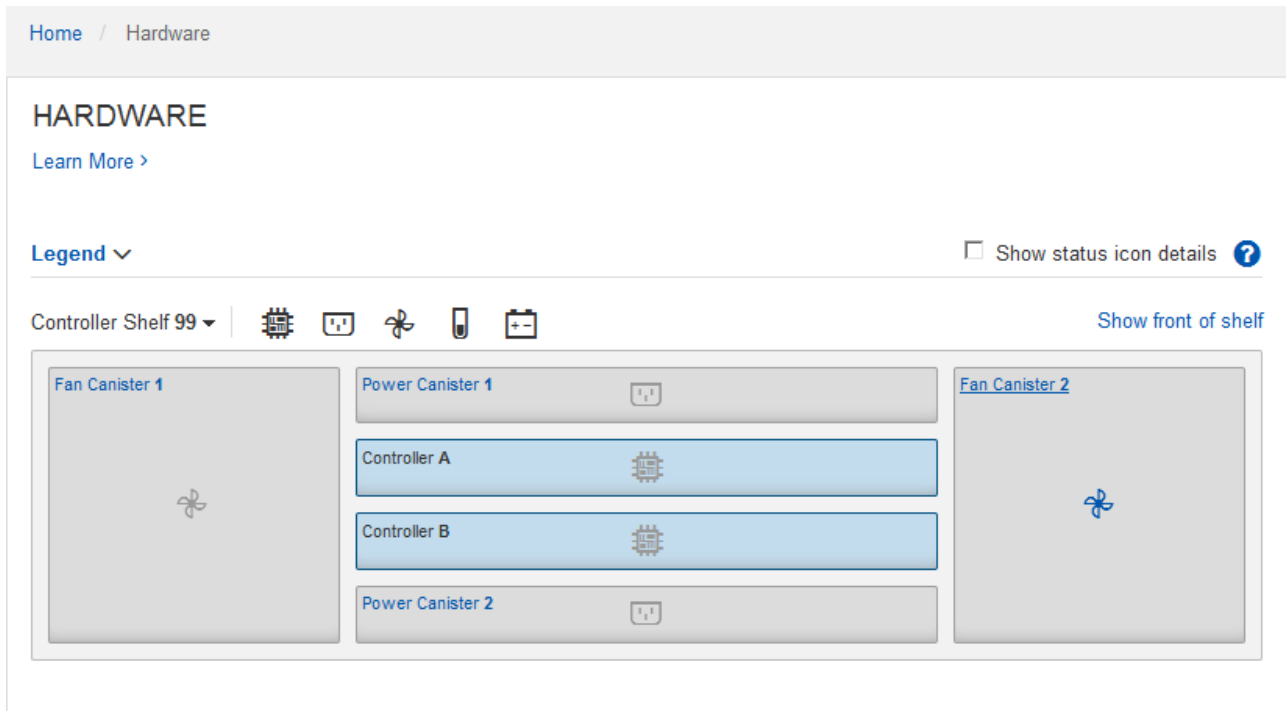 Home / Hardware
HARDWARE
Learn More >
Legend
Show status icon details ?
Controller Shelf 99
Show front of shelf
Fan Canister 1
Power Canister 1
Fan Canister 2
Controller A
Controller B
Power Canister 2